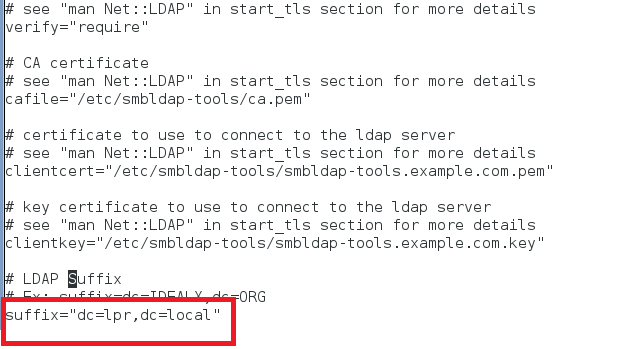 # see "man Net::LDAP" in start_tls section for more details
verify="require"
# CA certificate
# see "man Net::LDAP" in start_tls section for more details
cafile="/etc/smbldap-tools/ca.pem"
# certificate to use to connect to the ldap server
# see "man Net::LDAP" in start_tls section for more details
clientcert="/etc/smbldap-tools/smbldap-tools.example.com.pem"
# key certificate to use to connect to the ldap server
# see "man Net::LDAP" in start_tls section for more details
clientkey="/etc/smbldap-tools/smbldap-tools.example.com.key"
# LDAP Suffix
# Ex: suffix=dc=IDEALX,dc=ORG
suffix="dc=lpr,dc=local"